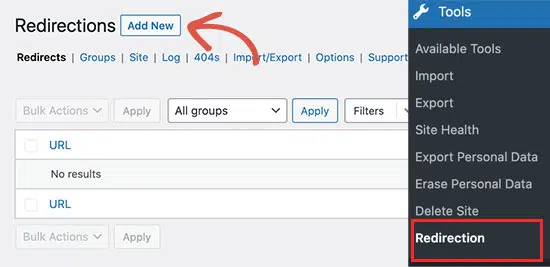 Redirections Add New
Redirects | Groups | Site | Log | 404s | Import/Export | Options | Support
Bulk Actions Apply All groups Apply Filters
URL
No results
URL
Bulk Actions Apply
Tools
Available Tools
Import
Export
Site Health
Export Personal Data
Erase Personal Data
Delete Site
Redirection